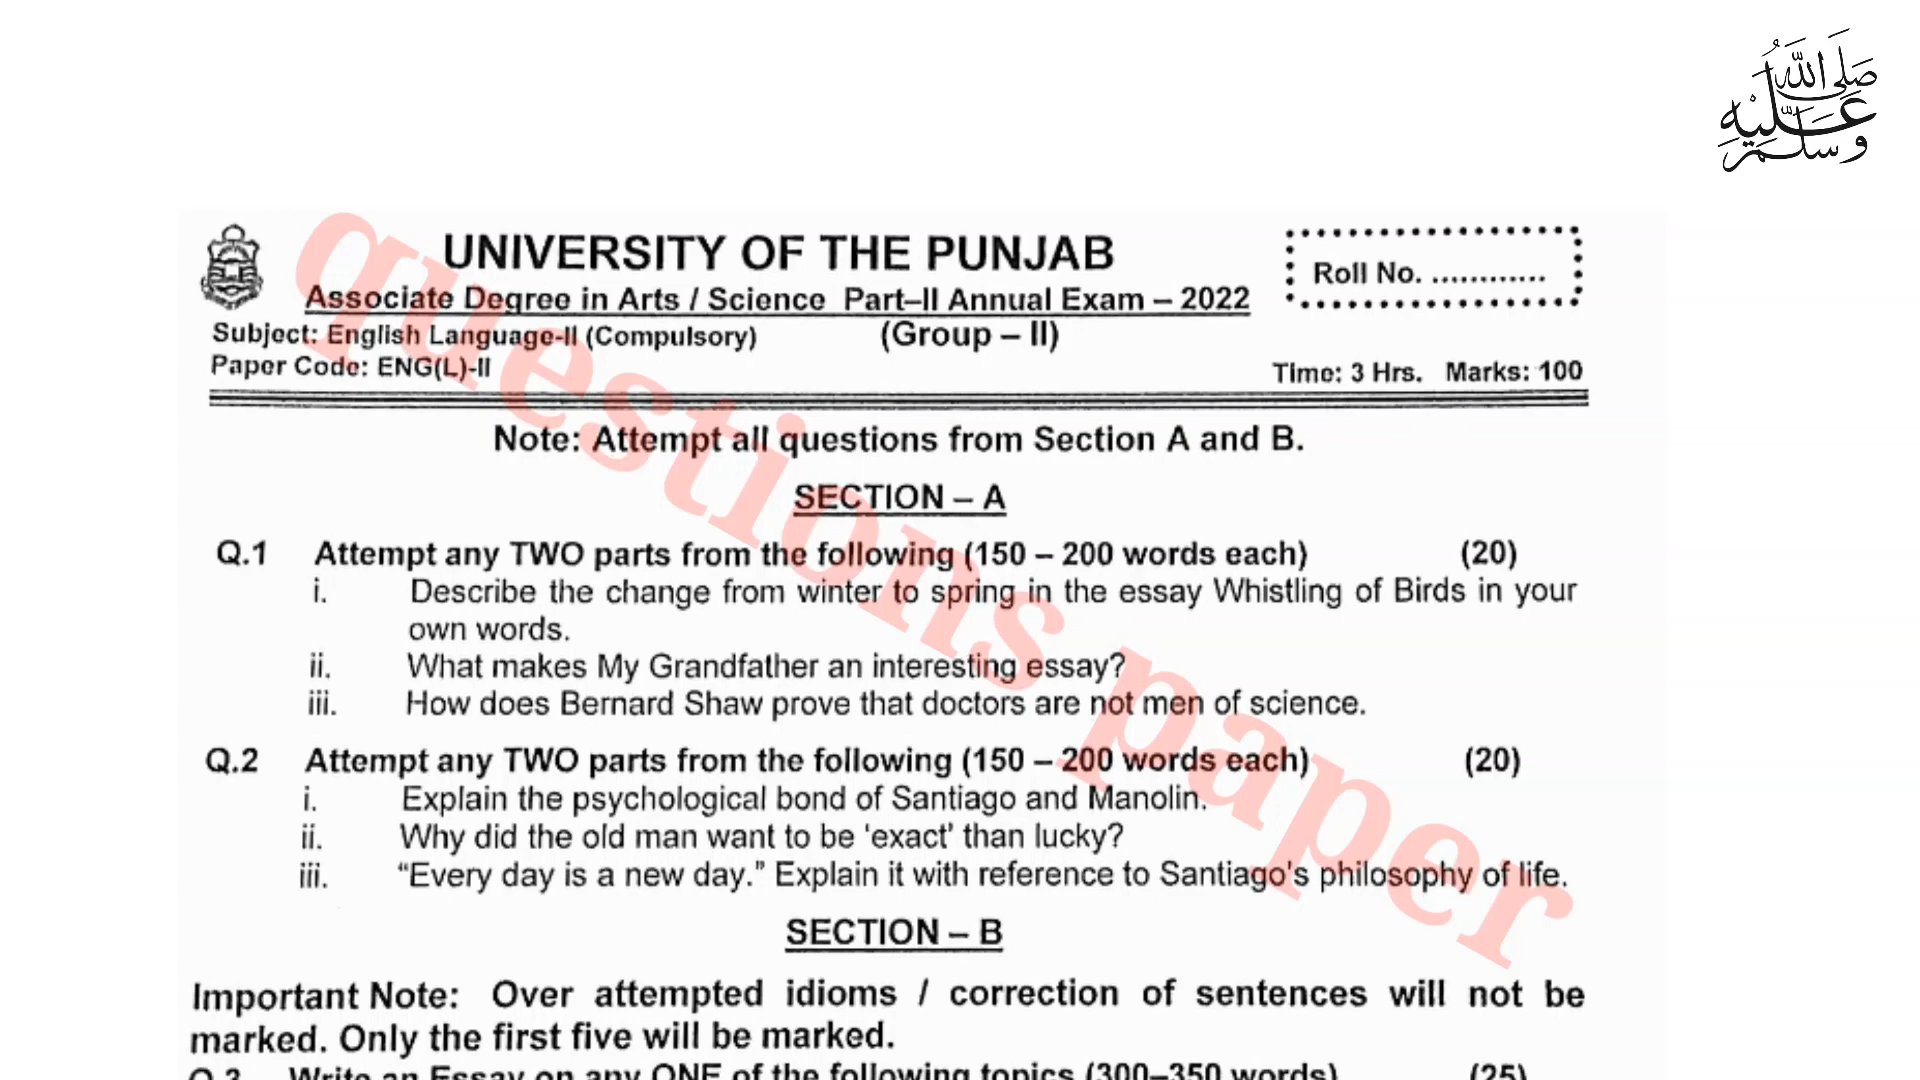 صَلَّى اللّٰهُ
عَلَيْهِ
وَسَلَّمَ
UNIVERSITY OF THE PUNJAB
Roll No. ............
Associate Degree in Arts / Science Part–II Annual Exam – 2022
Subject: English Language-II (Compulsory) (Group – II)
Paper Code: ENG(L)-II Time: 3 Hrs. Marks: 100
Note: Attempt all questions from Section A and B.
SECTION – A
Q.1 Attempt any TWO parts from the following (150 – 200 words each) (20)
i. Describe the change from winter to spring in the essay Whistling of Birds in your
own words.
ii. What makes My Grandfather an interesting essay?
iii. How does Bernard Shaw prove that doctors are not men of science.
Q.2 Attempt any TWO parts from the following (150 – 200 words each) (20)
i. Explain the psychological bond of Santiago and Manolin.
ii. Why did the old man want to be 'exact' than lucky?
iii. “Every day is a new day.” Explain it with reference to Santiago's philosophy of life.
SECTION – B
Important Note: Over attempted idioms / correction of sentences will not be
marked. Only the first five will be marked.
Q.3 Write an Essay on any ONE of the following topics (300–350 words) (25)
questions paper